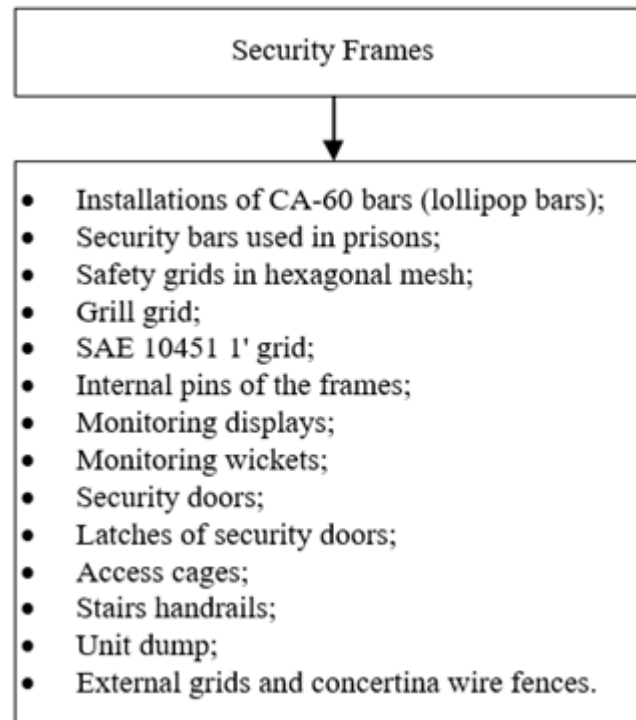 Security Frames
• Installations of CA-60 bars (lollipop bars);
• Security bars used in prisons;
• Safety grids in hexagonal mesh;
• Grill grid;
• SAE 10451 1' grid;
• Internal pins of the frames;
• Monitoring displays;
• Monitoring wickets;
• Security doors;
• Latches of security doors;
• Access cages;
• Stairs handrails;
• Unit dump;
• External grids and concertina wire fences.